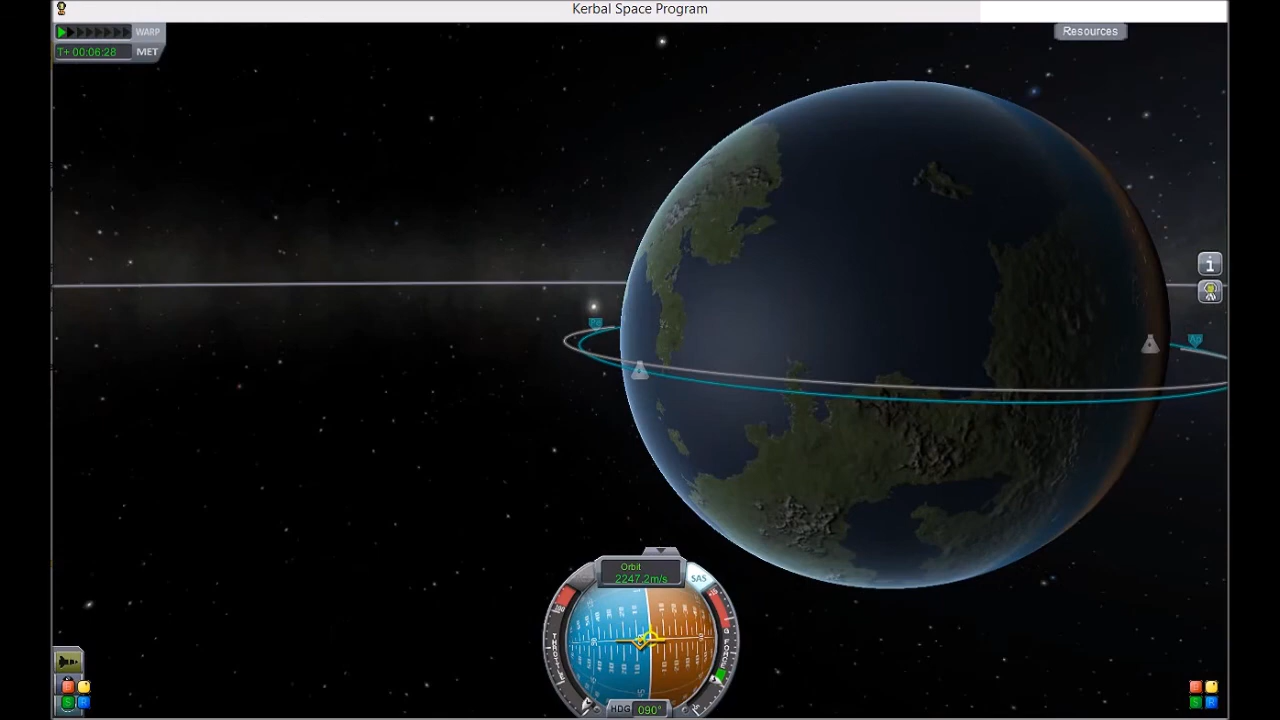 Kerbal Space Program
WARP
T+ 00:06:28 MET
Resources
Orbit
2247.2m/s
SAS
HDG 090°